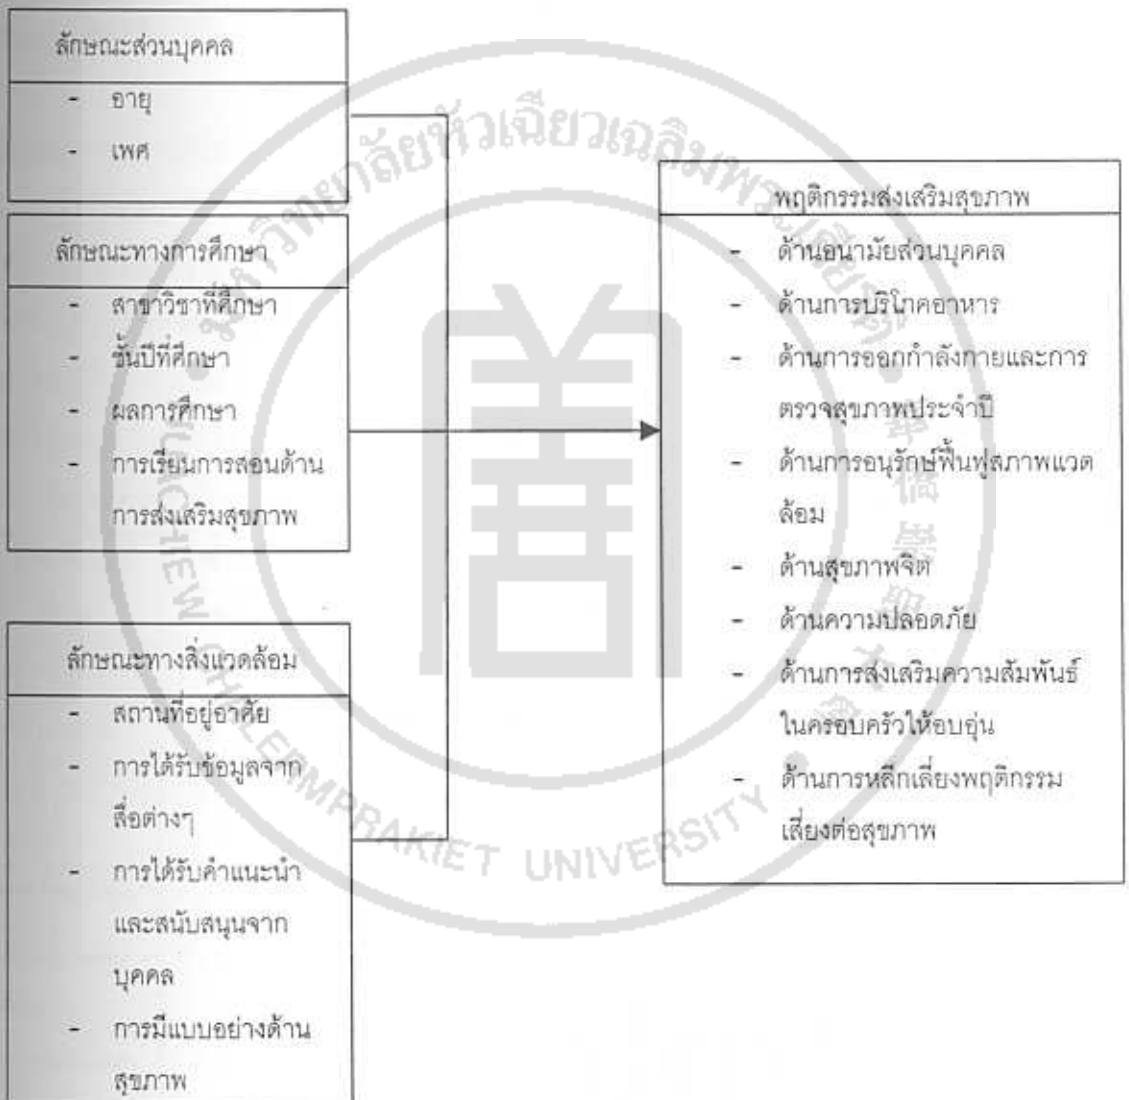 ลักษณะส่วนบุคคล
- อายุ
- เพศ
ลักษณะทางการศึกษา
- สาขาวิชาที่ศึกษา
- ชั้นปีที่ศึกษา
- ผลการศึกษา
- การเรียนการสอนด้าน
การส่งเสริมสุขภาพ
ลักษณะทางสิ่งแวดล้อม
- สถานที่อยู่อาศัย
- การได้รับข้อมูลจาก
สื่อต่างๆ
- การได้รับคำแนะนำ
และสนับสนุนจาก
บุคคล
- การมีแบบอย่างด้าน
สุขภาพ
พฤติกรรมส่งเสริมสุขภาพ
- ด้านอนามัยส่วนบุคคล
- ด้านการบริโภคอาหาร
- ด้านการออกกำลังกายและการ
ตรวจสุขภาพประจำปี
- ด้านการอนุรักษ์ฟื้นฟูสภาพแวด
ล้อม
- ด้านสุขภาพจิต
- ด้านความปลอดภัย
- ด้านการส่งเสริมความสัมพันธ์
ในครอบครัวให้อบอุ่น
- ด้านการหลีกเลี่ยงพฤติกรรม
เสี่ยงต่อสุขภาพ
มหาวิทยาลัยหัวเฉียวเฉลิมพระเกียรติ
HUACHIEW CHALERMPRAKIET UNIVERSITY